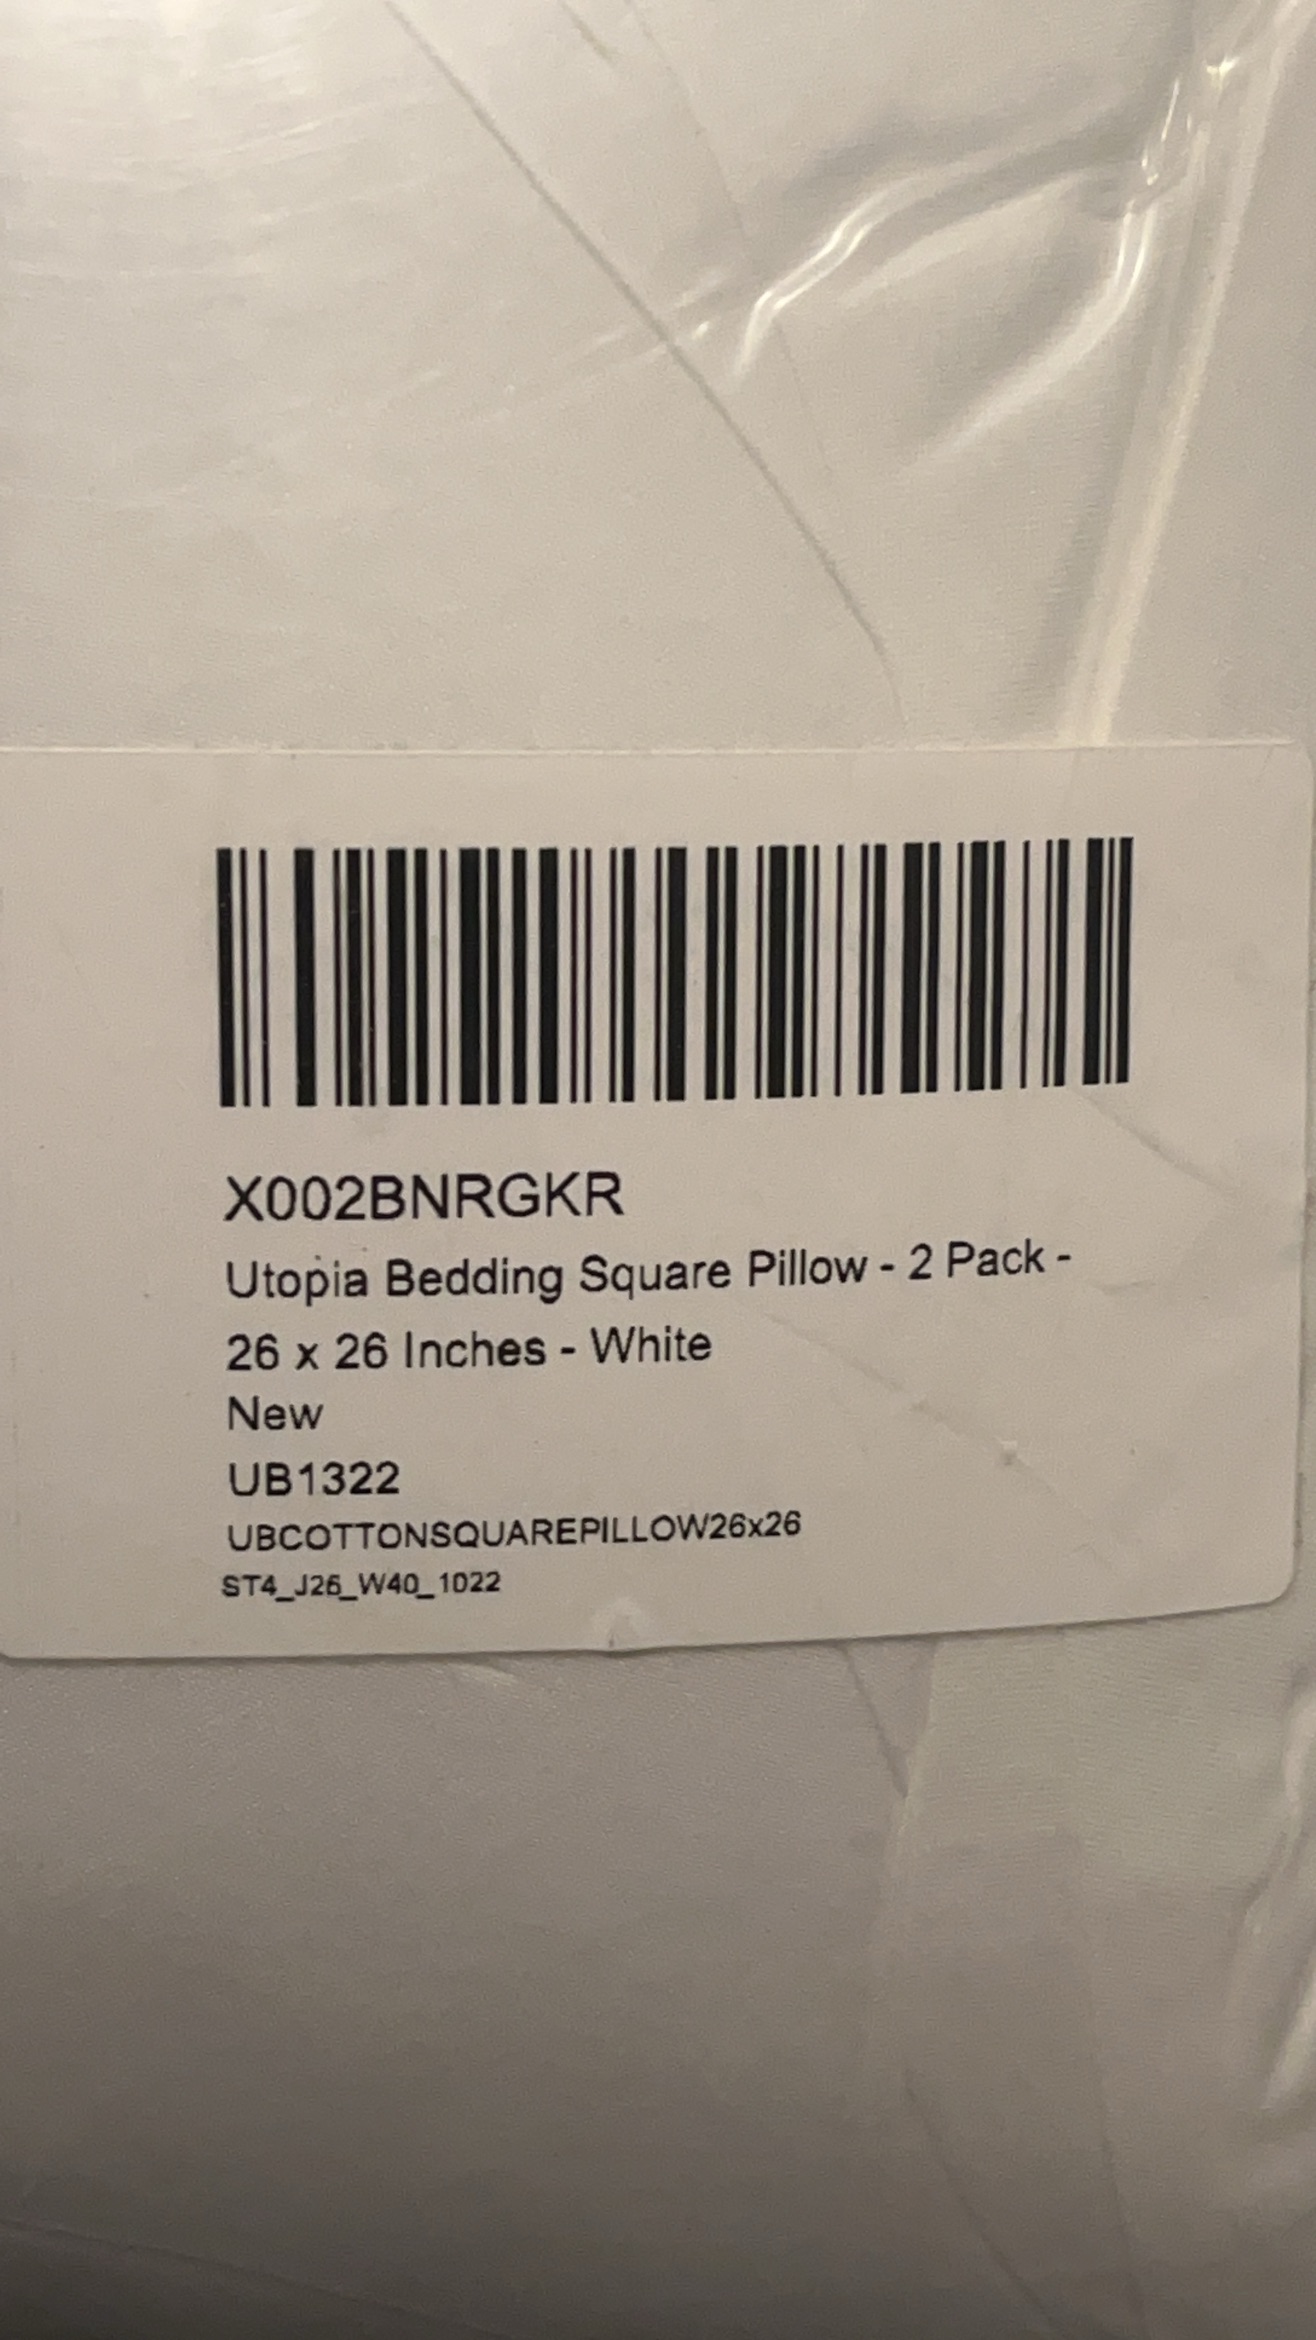 X002BNRGKR
Utopia Bedding Square Pillow - 2 Pack -
26 x 26 Inches - White
New
UB1322
UBCOTTONSQUAREPILLOW26x26
ST4_J26_W40_1022